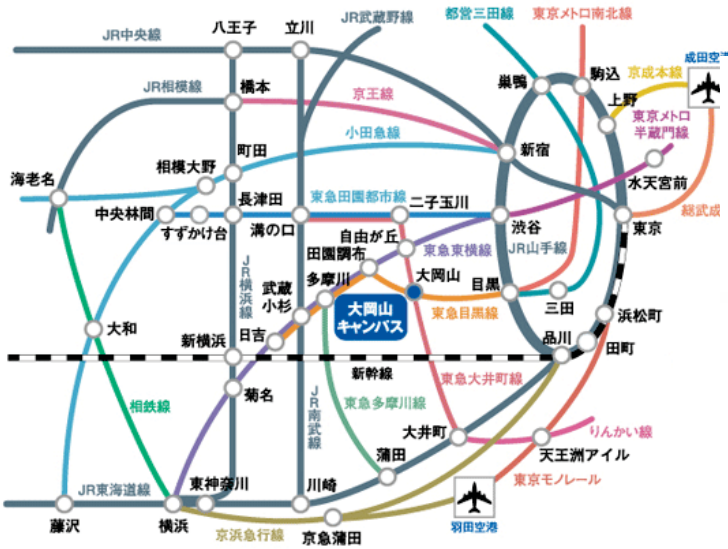 JR中央線
八王子
立川
JR武蔵野線
都営三田線
東京メトロ南北線
成田空
巣鴨
駒込
京成本線
上野
JR相模線
橋本
京王線
東京メトロ
半蔵門線
小田急線
新宿
町田
相模大野
海老名
水天宮前
中央林間
すずかけ台
長津田
東急田園都市線
溝の口
二子玉川
渋谷
東京
総武成
自由が丘
東急東横線
JR山手線
田園調布
大岡山
目黒
三田
JR横浜線
武蔵
小杉
多摩川
大岡山
キャンパス
東急目黒線
浜松町
大和
新横浜
日吉
品川
田町
新幹線
菊名
相鉄線
JR南武線
東急多摩川線
東急大井町線
大井町
りんかい線
天王洲アイル
蒲田
東京モノレール
JR東海道線
東神奈川
川崎
藤沢
横浜
京浜急行線
京急蒲田
羽田空港